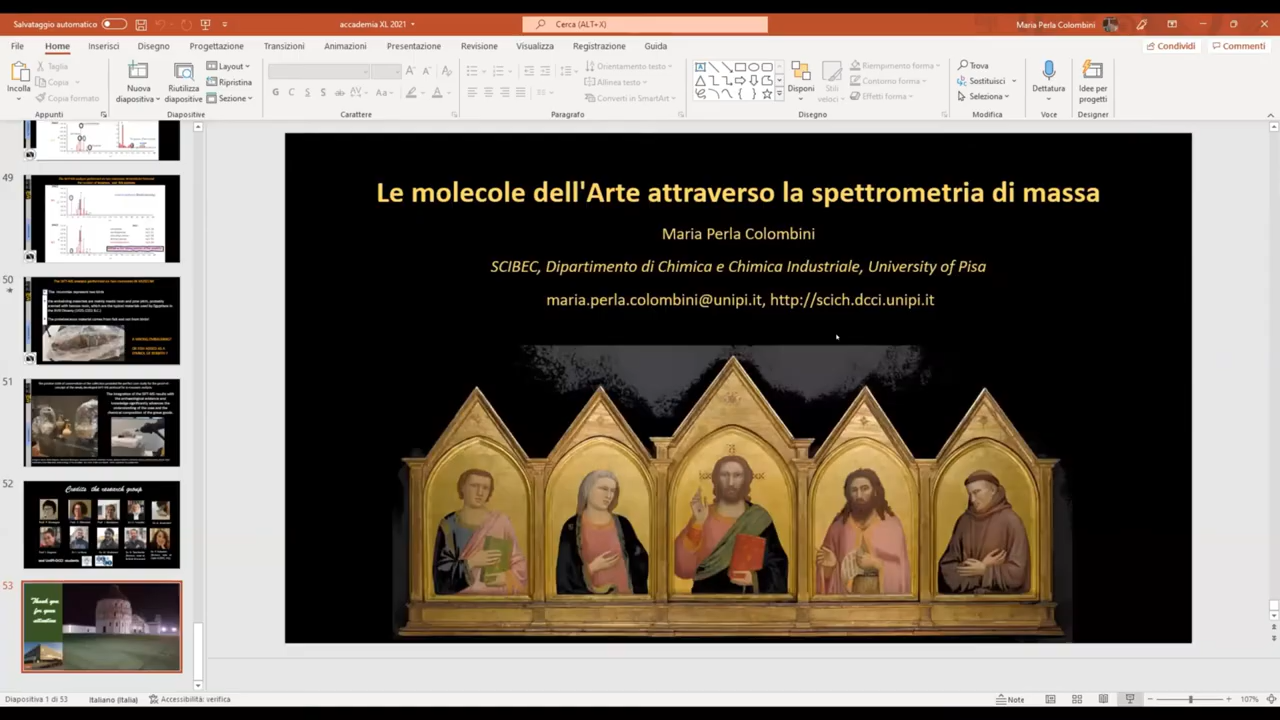 Salvataggio automatico
accademia XL 2021
Cerca (ALT+X)
Maria Perla Colombini
File
Home
Inserisci
Disegno
Progettazione
Transizioni
Animazioni
Presentazione
Revisione
Visualizza
Registrazione
Guida
Condividi
Commenti
Incolla
Taglia
Copia
Copia formato
Appunti
Nuova diapositiva
Riutilizza diapositive
Layout
Ripristina
Sezione
Diapositive
Carattere
Orientamento testo
Allinea testo
Converti in SmartArt
Paragrafo
Disponi
Stili veloci
Riempimento forma
Contorno forma
Effetti forma
Disegno
Trova
Sostituisci
Seleziona
Modifica
Dettatura
Voce
Idee per progetti
Designer
49
50
51
52
Credits the research group
53
Thank you
for your
attention
Le molecole dell'Arte attraverso la spettrometria di massa
Maria Perla Colombini
SCIBEC, Dipartimento di Chimica e Chimica Industriale, University of Pisa
maria.perla.colombini@unipi.it, http://scich.dcci.unipi.it
Diapositiva 1 di 53
Italiano (Italia)
Accessibilità: verifica
Note
107%